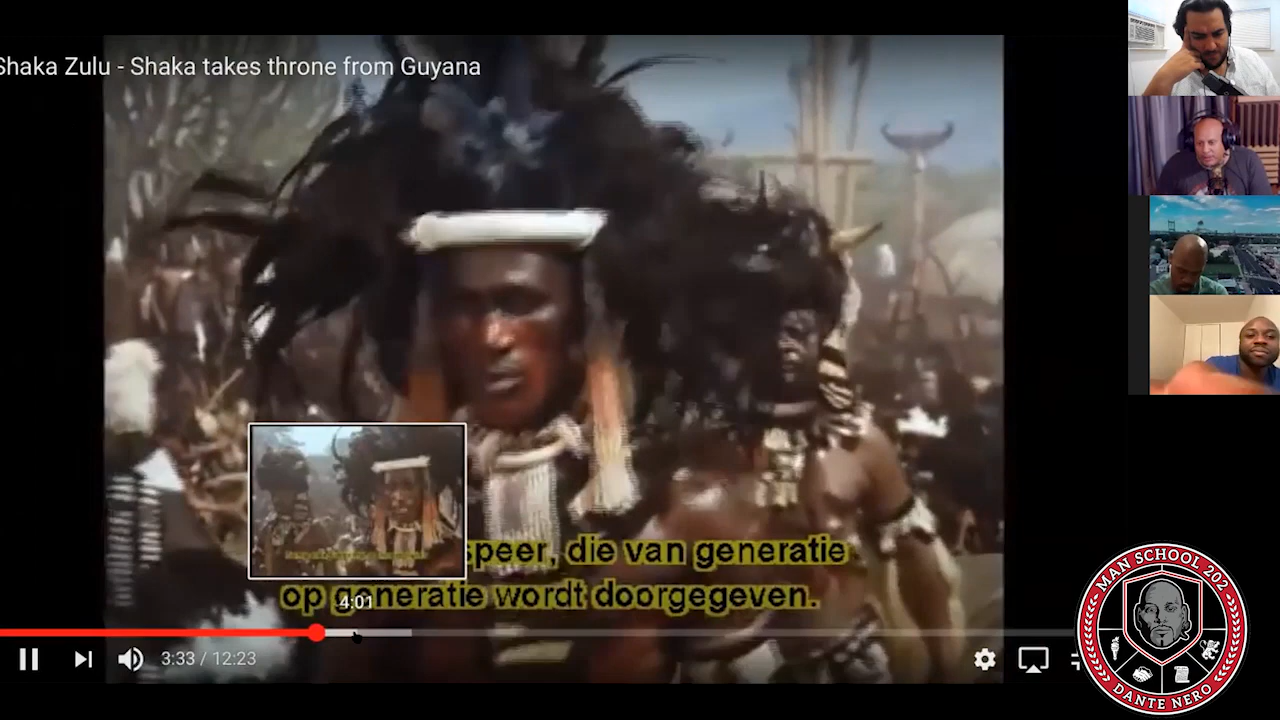 Shaka Zulu - Shaka takes throne from Guyana
speer, die van generatie
op generatie wordt doorgegeven.
4:01
3:33 / 12:23
MAN SCHOOL 202
DANTE NERO